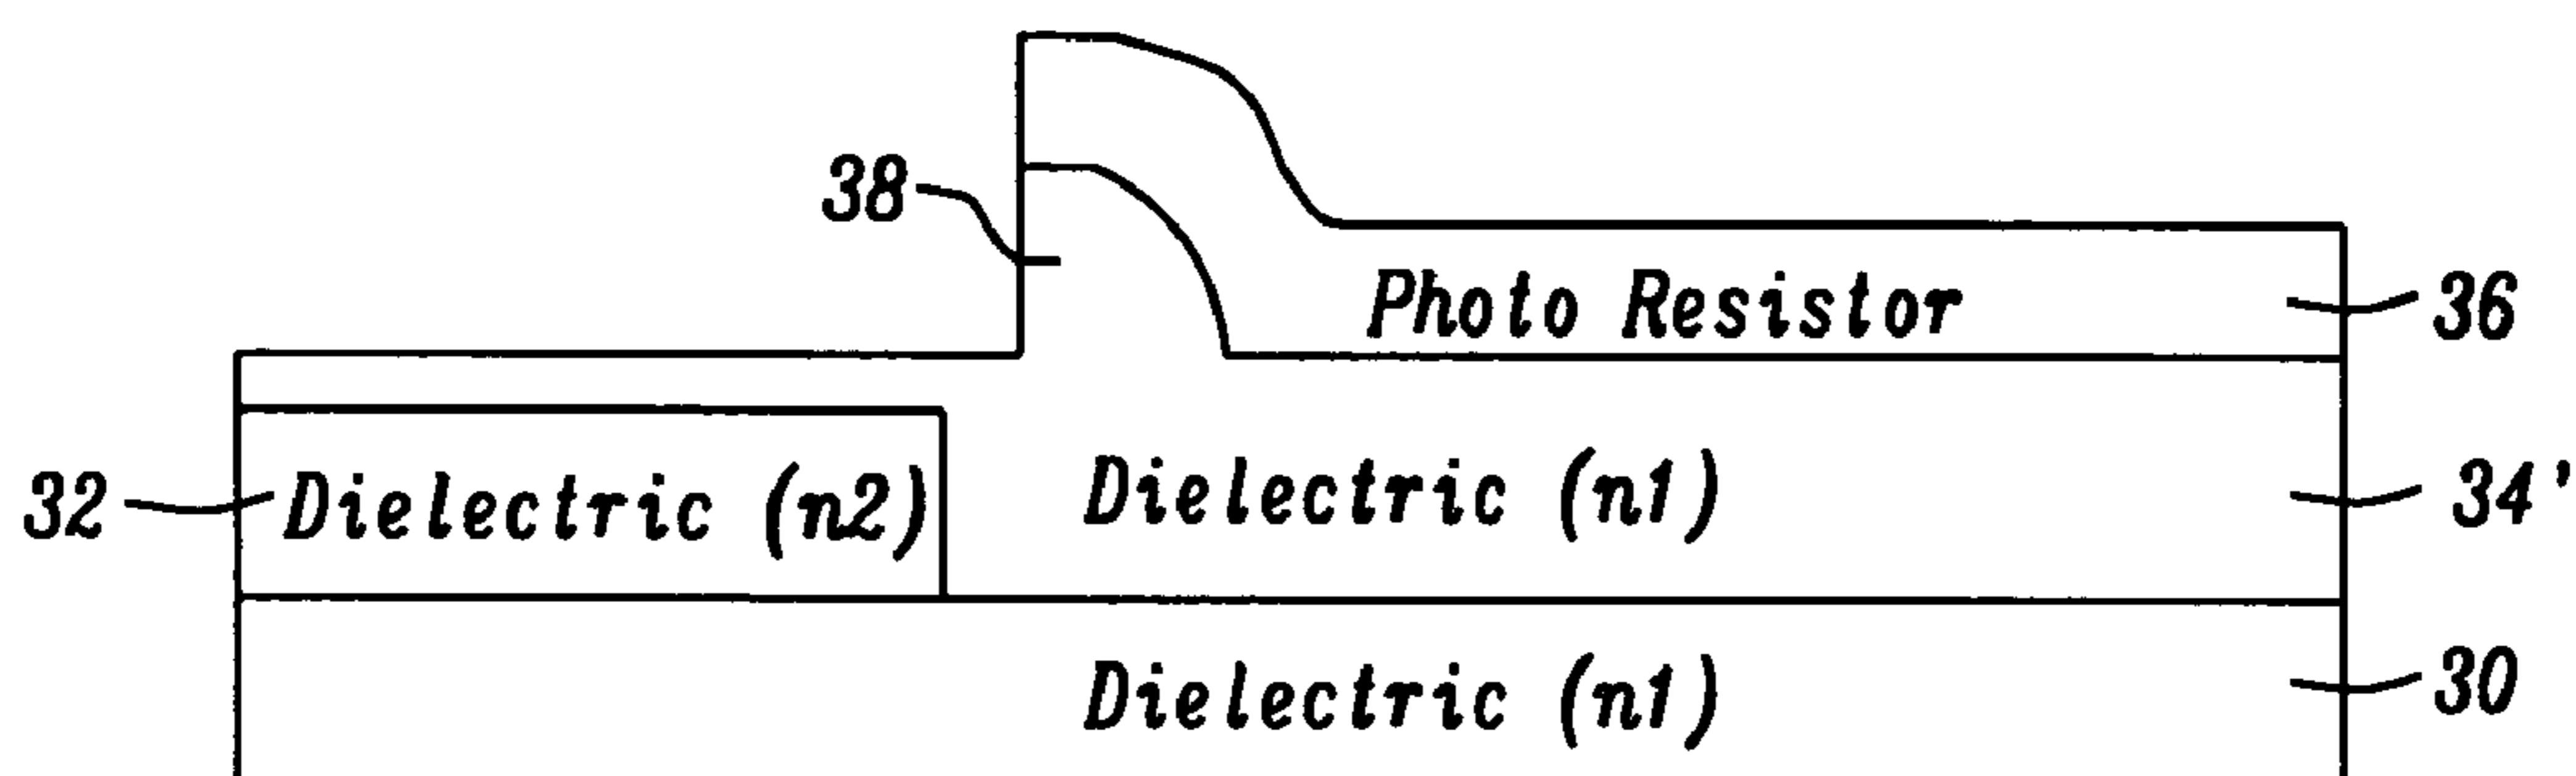 38
Photo Resistor
36
32
Dielectric (n2)
Dielectric (n1)
34'
Dielectric (n1)
30